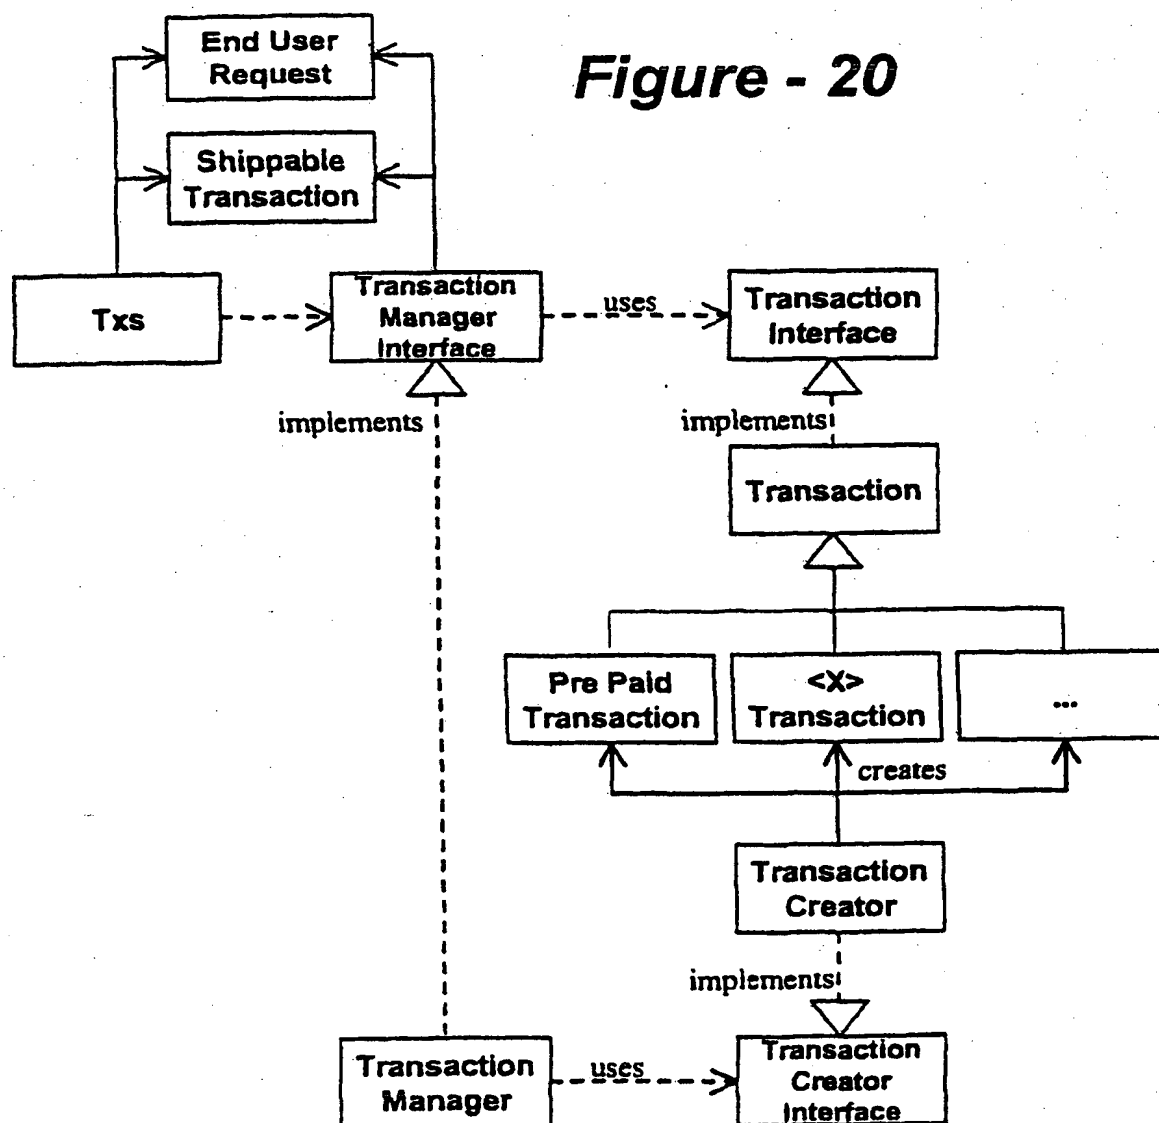 End User
Request
Figure - 20
Shippable
Transaction
Txs
Transaction
Manager
Interface
uses
Transaction
Interface
implements
implements
Transaction
Pre Paid
Transaction
<X>
Transaction
...
creates
Transaction
Creator
implements
Transaction
Manager
uses
Transaction
Creator
Interface